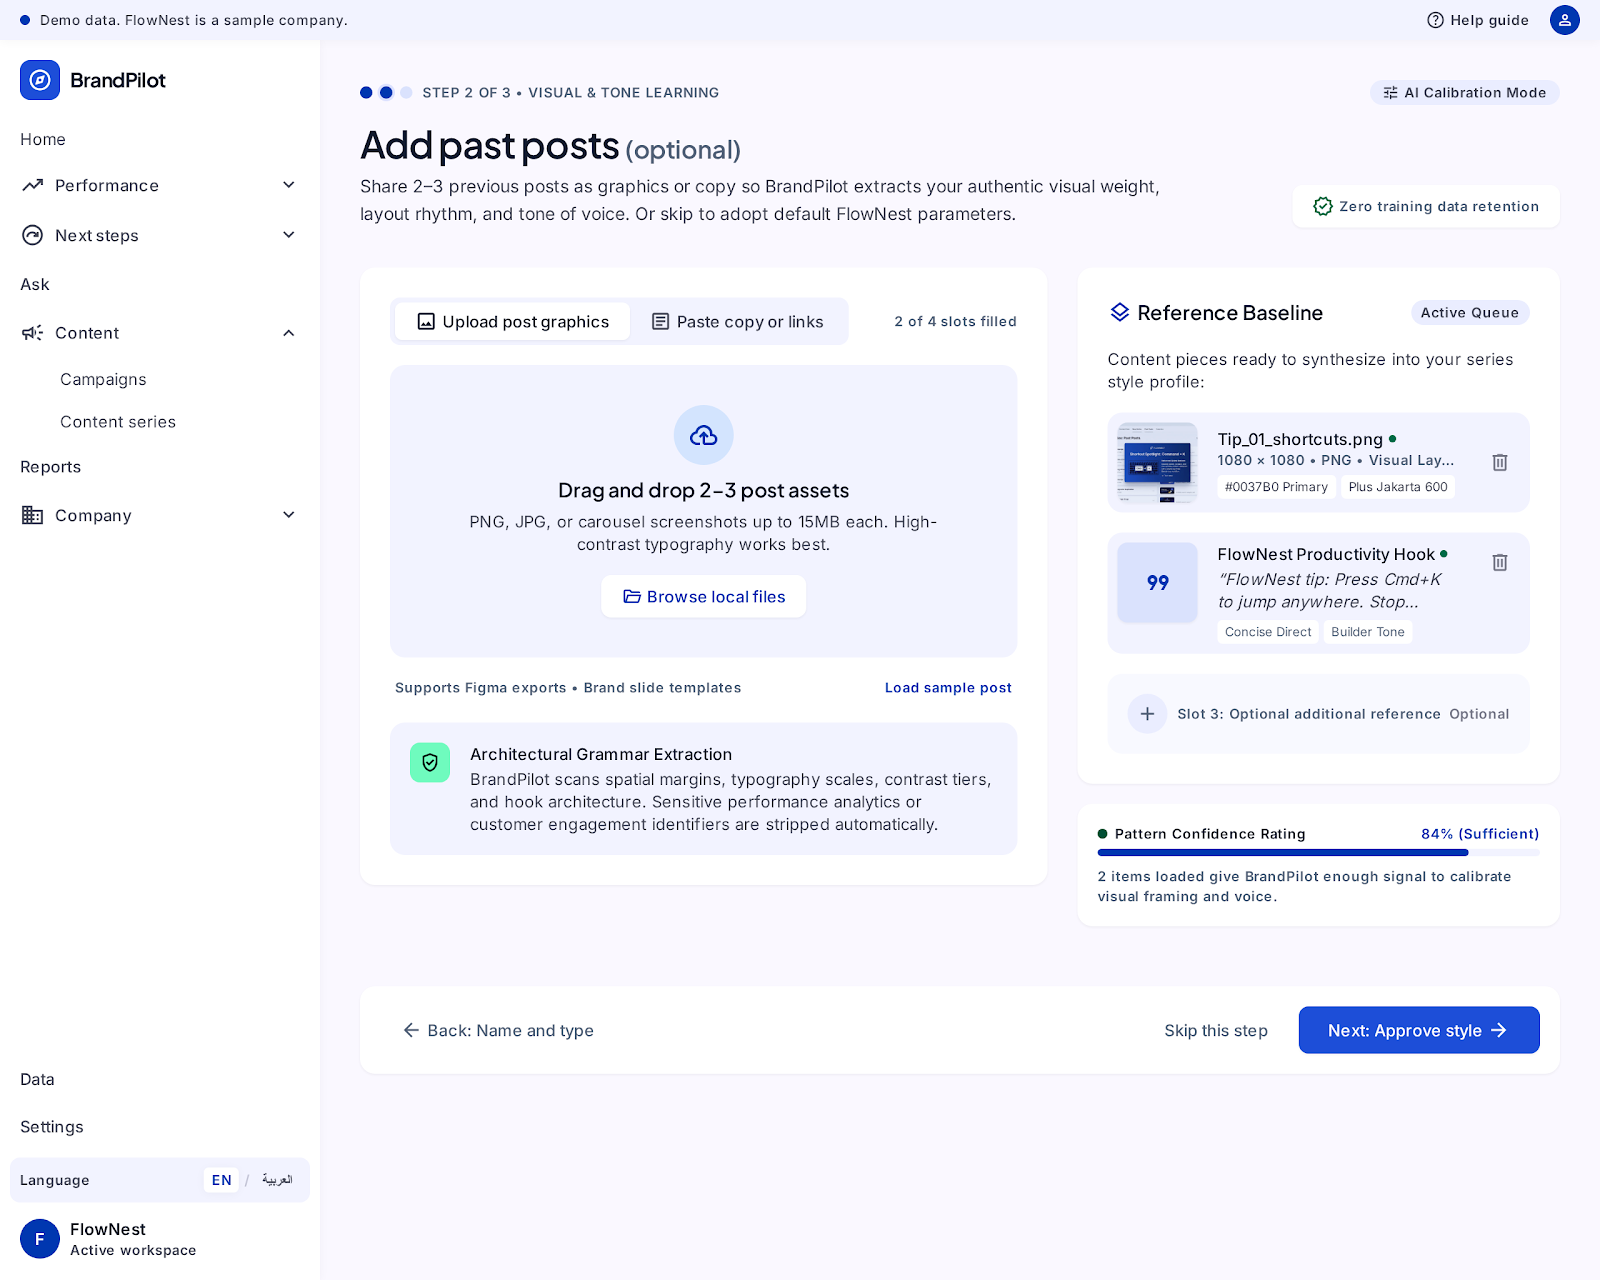 Demo data. FlowNest is a sample company.
Help guide
BrandPilot
Home
Performance
Next steps
Ask
Content
Campaigns
Content series
Reports
Company
Data
Settings
Language
EN / العربية
F
FlowNest
Active workspace
STEP 2 OF 3 • VISUAL & TONE LEARNING
AI Calibration Mode
Add past posts (optional)
Share 2–3 previous posts as graphics or copy so BrandPilot extracts your authentic visual weight,
layout rhythm, and tone of voice. Or skip to adopt default FlowNest parameters.
Zero training data retention
Upload post graphics
Paste copy or links
2 of 4 slots filled
Drag and drop 2–3 post assets
PNG, JPG, or carousel screenshots up to 15MB each. High-
contrast typography works best.
Browse local files
Supports Figma exports • Brand slide templates
Load sample post
Architectural Grammar Extraction
BrandPilot scans spatial margins, typography scales, contrast tiers,
and hook architecture. Sensitive performance analytics or
customer engagement identifiers are stripped automatically.
Reference Baseline
Active Queue
Content pieces ready to synthesize into your series
style profile:
Tip_01_shortcuts.png
1080 × 1080 • PNG • Visual Lay...
#0037B0 Primary
Plus Jakarta 600
FlowNest Productivity Hook
“FlowNest tip: Press Cmd+K
to jump anywhere. Stop...
Concise Direct
Builder Tone
Slot 3: Optional additional reference
Optional
Pattern Confidence Rating
84% (Sufficient)
2 items loaded give BrandPilot enough signal to calibrate
visual framing and voice.
Back: Name and type
Skip this step
Next: Approve style